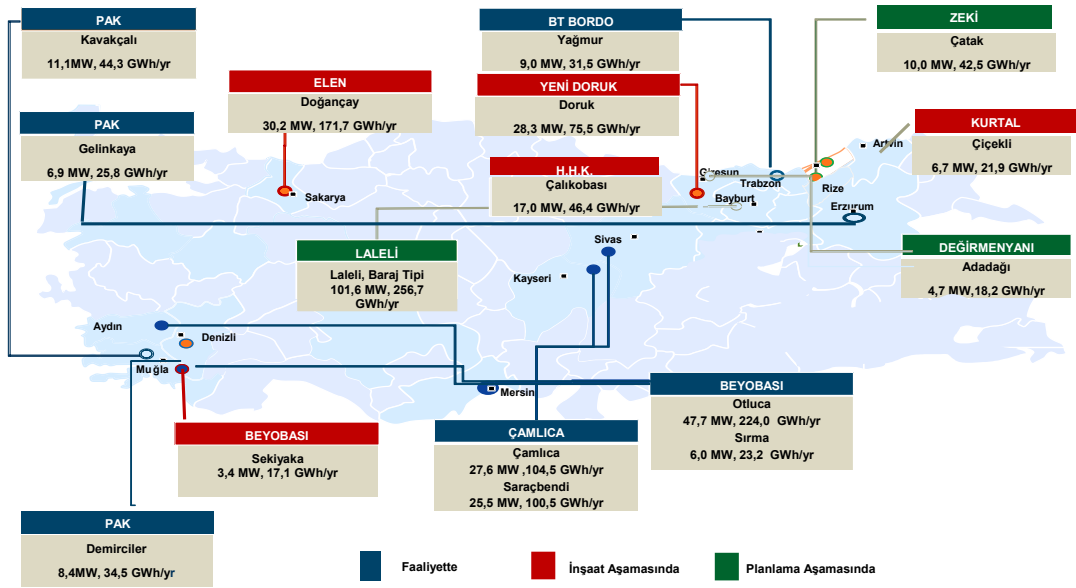 PAK
Kavakçalı
11,1MW, 44,3 GWh/yr
BT BORDO
Yağmur
9,0 MW, 31,5 GWh/yr
ZEKİ
Çatak
10,0 MW, 42,5 GWh/yr
ELEN
Doğançay
30,2 MW, 171,7 GWh/yr
YENİ DORUK
Doruk
28,3 MW, 75,5 GWh/yr
PAK
Gelinkaya
6,9 MW, 25,8 GWh/yr
KURTAL
Çiçekli
6,7 MW, 21,9 GWh/yr
H.H.K.
Çalıkobası
17,0 MW, 46,4 GWh/yr
Artvin
Giresun
Trabzon
Rize
Bayburt
Erzurum
Sakarya
LALELİ
Laleli, Baraj Tipi
101,6 MW, 256,7
GWh/yr
Sivas
Kayseri
DEĞİRMENYANI
Adadağı
4,7 MW,18,2 GWh/yr
Aydın
Denizli
Muğla
Mersin
BEYOBASI
Otluca
47,7 MW, 224,0 GWh/yr
Sırma
6,0 MW, 23,2 GWh/yr
BEYOBASI
Sekiyaka
3,4 MW, 17,1 GWh/yr
ÇAMLICA
Çamlıca
27,6 MW ,104,5 GWh/yr
Saraçbendi
25,5 MW, 100,5 GWh/yr
PAK
Demirciler
8,4MW, 34,5 GWh/yr
Faaliyette
İnşaat Aşamasında
Planlama Aşamasında